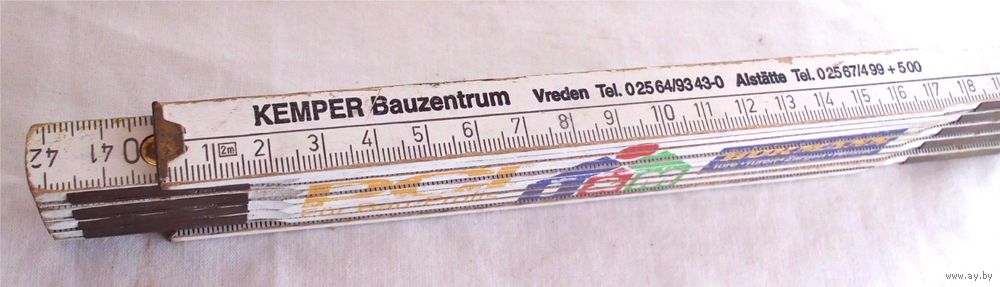 KEMPER Bauzentrum Vreden Tel. 02564/9343-0 Alstätte Tel. 02567/499+500
42 41 0 1 2m 2 3 4 5 6 7 8 9 10 11 12 13 14 15 16 17 18
www.ay.by